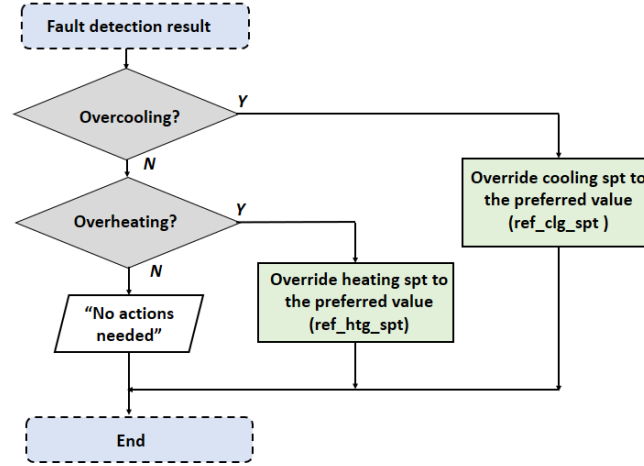 Fault detection result
Overcooling?
Y
N
Override cooling spt to
the preferred value
(ref_clg_spt )
Overheating?
Y
N
Override heating spt to
the preferred value
(ref_htg_spt)
“No actions
needed”
End